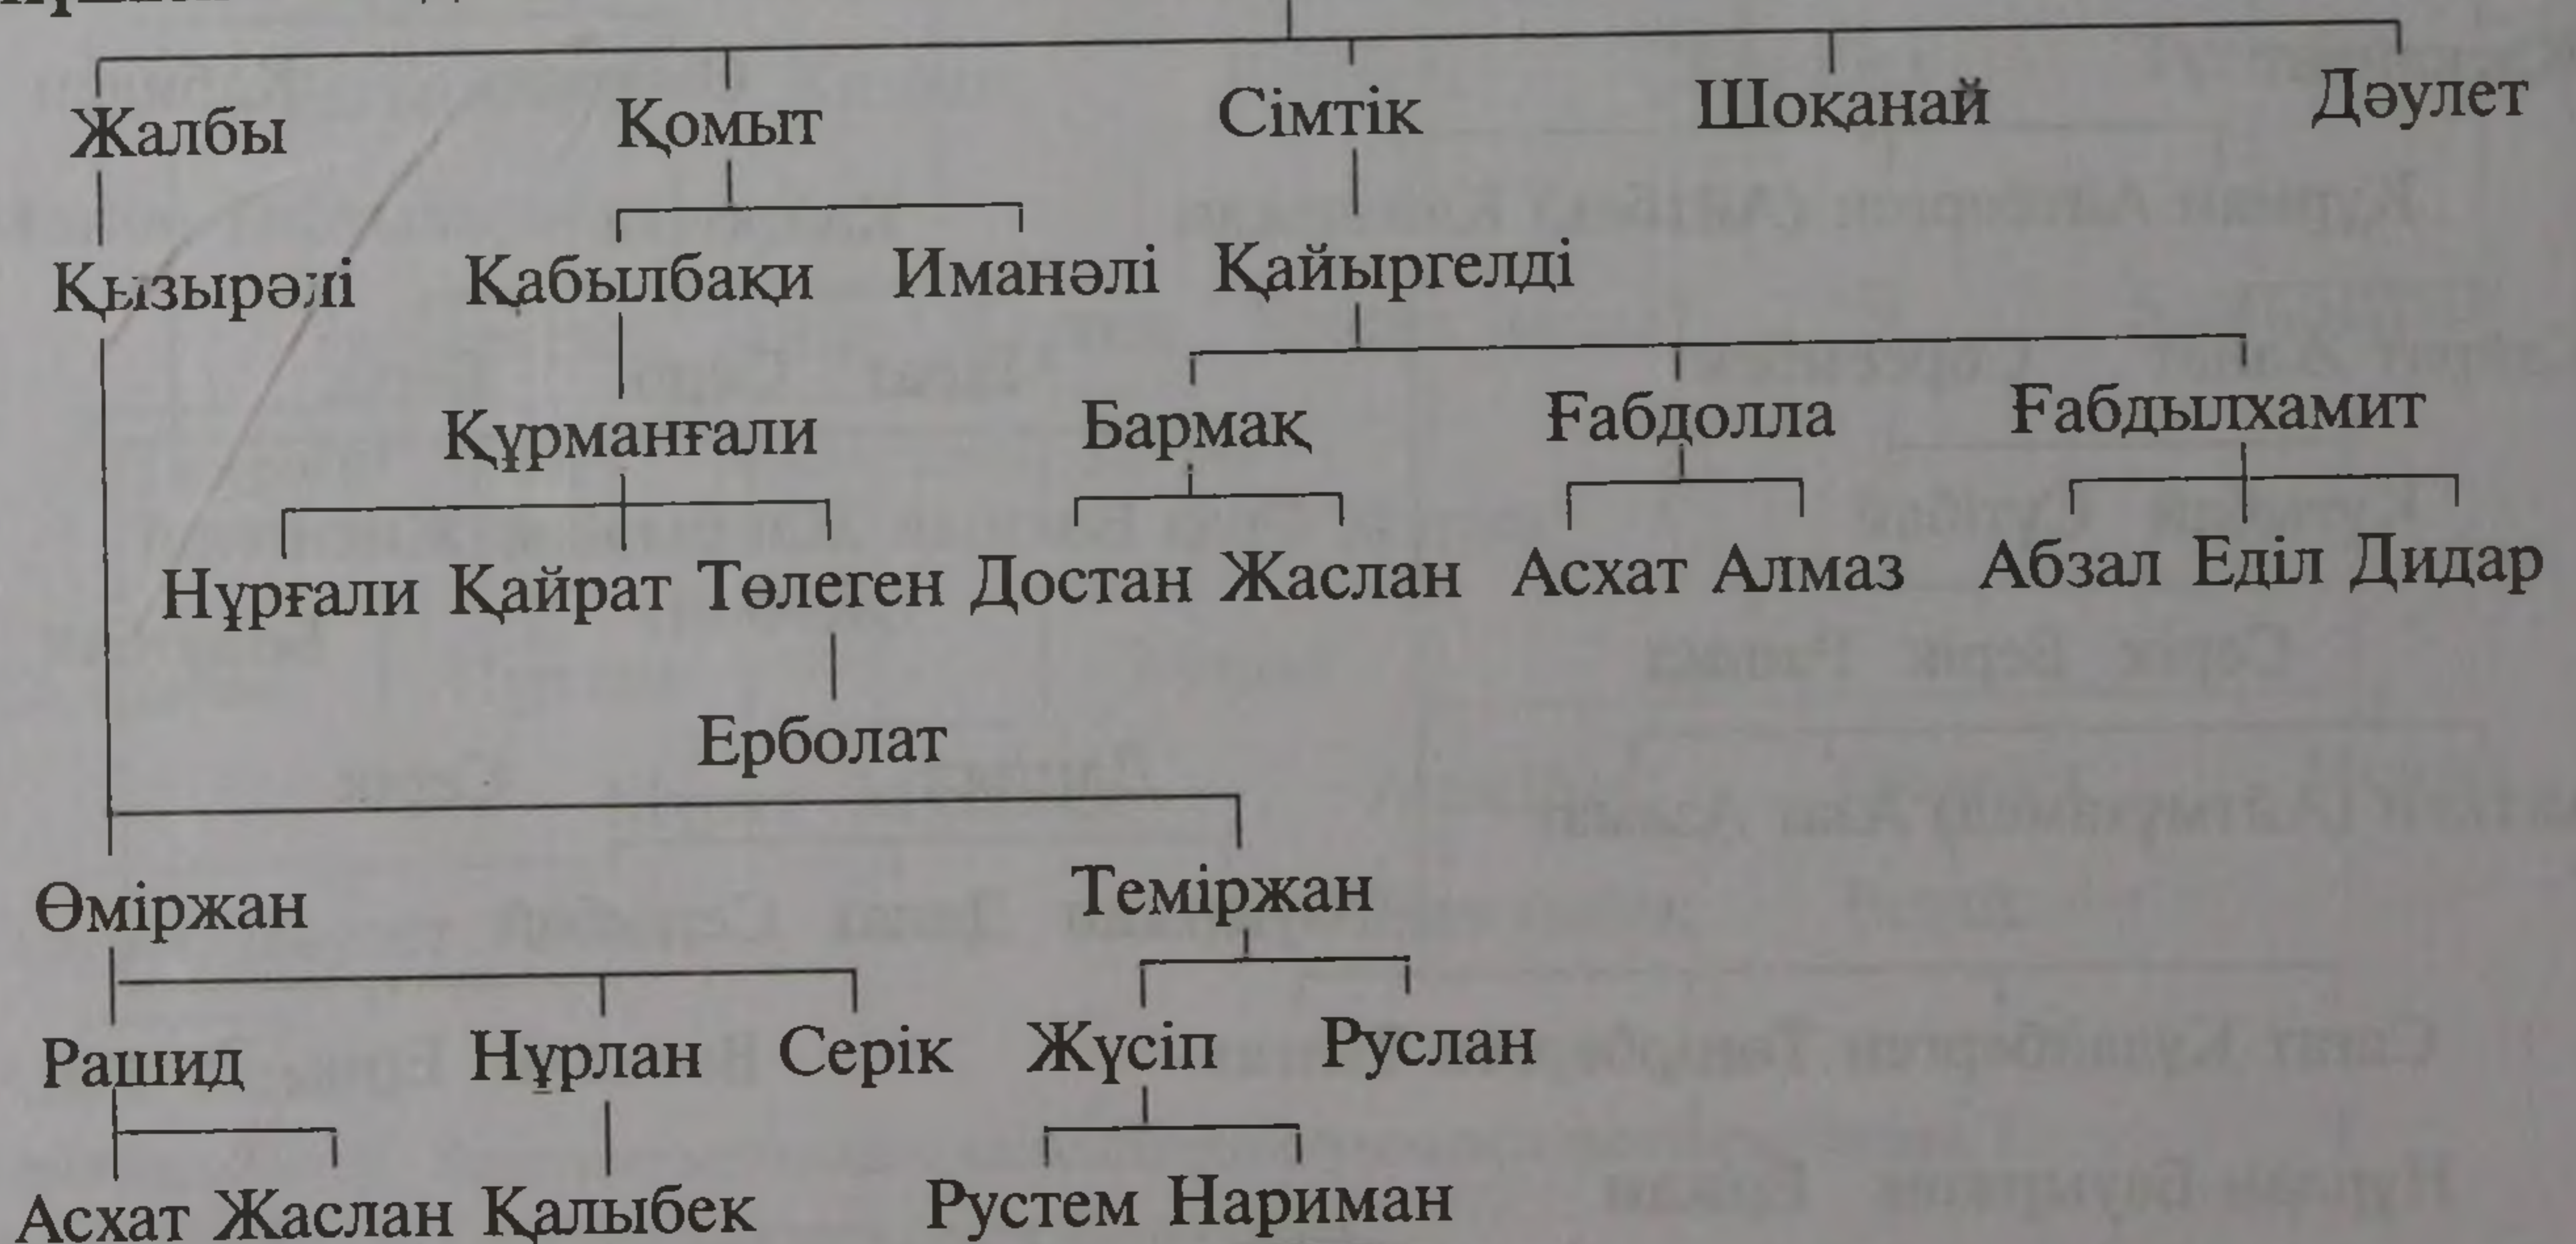 Жалбы Қомыт Сімтік Шоқанай Дәулет
Қызырәлі Қабылбақи Иманәлі Қайыргелді
Құрманғали Бармақ Ғабдолла Ғабдылхамит
Нұрғали Қайрат Төлеген Достан Жаслан Асхат Алмаз Абзал Еділ Дидар
Ерболат
Өміржан Теміржан
Рашид Нұрлан Серік Жүсіп Руслан
Асхат Жаслан Қалыбек Рустем Нариман